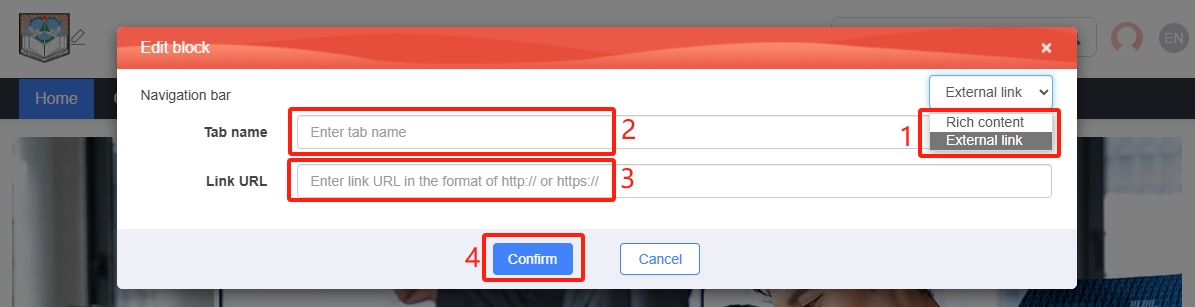 Edit block
×
EN
Home
Navigation bar
External link
Rich content
External link
1
Tab name
Enter tab name
2
Link URL
Enter link URL in the format of http:// or https://
3
4
Confirm
Cancel